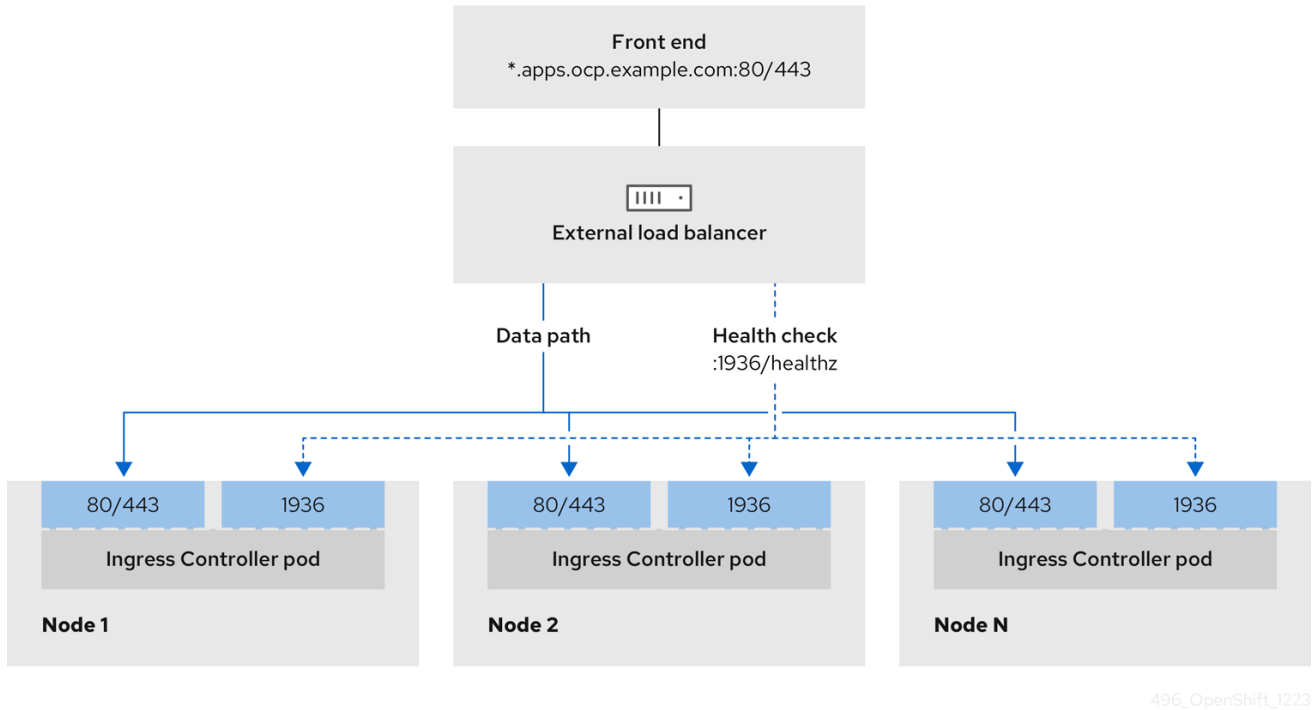 Front end
*.apps.ocp.example.com:80/443
External load balancer
Data path
Health check
:1936/healthz
80/443
1936
Ingress Controller pod
Node 1
80/443
1936
Ingress Controller pod
Node 2
80/443
1936
Ingress Controller pod
Node N
496_OpenShift_1223